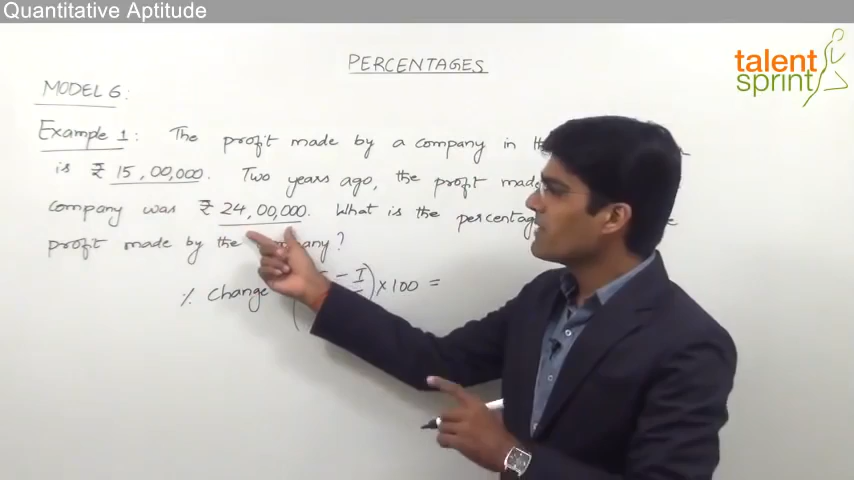 Quantitative Aptitude
PERCENTAGES
talent
sprint
MODEL 6:
Example 1: The profit made by a company in
is ₹ 15,00,000. Two years ago, the profit made
company was ₹ 24,00,000. What is the
profit made by the company?
% Change - I × 100 =